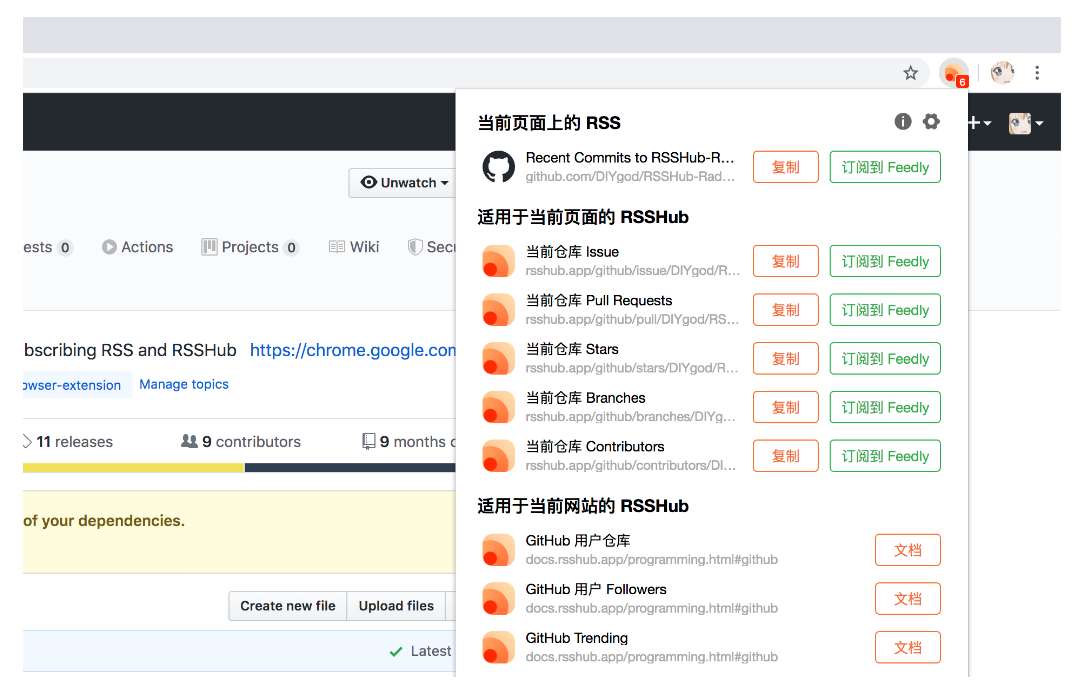 6
当前页面上的 RSS
Recent Commits to RSSHub-R...
github.com/DIYgod/RSSHub-Rad...
复制
订阅到 Feedly
Unwatch
适用于当前页面的 RSSHub
ests 0
Actions
Projects 0
Wiki
Secu
当前仓库 Issue
rsshub.app/github/issue/DIYgod/R...
复制
订阅到 Feedly
当前仓库 Pull Requests
rsshub.app/github/pull/DIYgod/RS...
复制
订阅到 Feedly
bscribing RSS and RSSHub https://chrome.google.con
当前仓库 Stars
rsshub.app/github/stars/DIYgod/R...
复制
订阅到 Feedly
owser-extension
Manage topics
当前仓库 Branches
rsshub.app/github/branches/DIYg...
复制
订阅到 Feedly
11 releases
9 contributors
9 months
当前仓库 Contributors
rsshub.app/github/contributors/DI...
复制
订阅到 Feedly
适用于当前网站的 RSSHub
of your dependencies.
GitHub 用户仓库
docs.rsshub.app/programming.html#github
文档
GitHub 用户 Followers
docs.rsshub.app/programming.html#github
文档
Create new file
Upload files
GitHub Trending
docs.rsshub.app/programming.html#github
文档
Latest